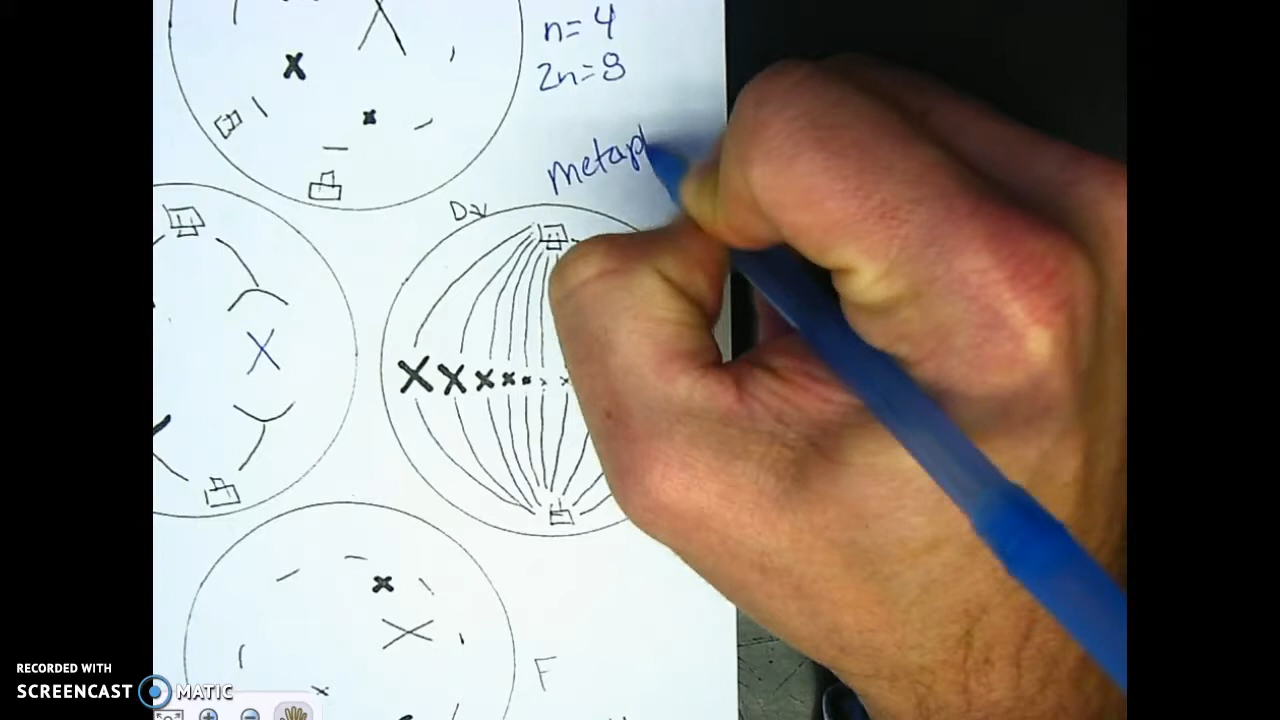 n=4
2n=8
metap
D
F
RECORDED WITH
SCREENCAST MATIC